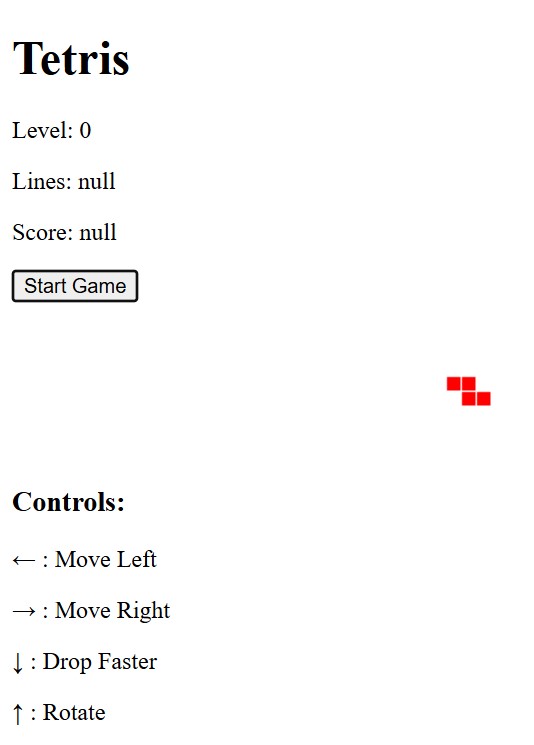 Tetris
Level: 0
Lines: null
Score: null
Start Game
Controls:
← : Move Left
→ : Move Right
↓ : Drop Faster
↑ : Rotate